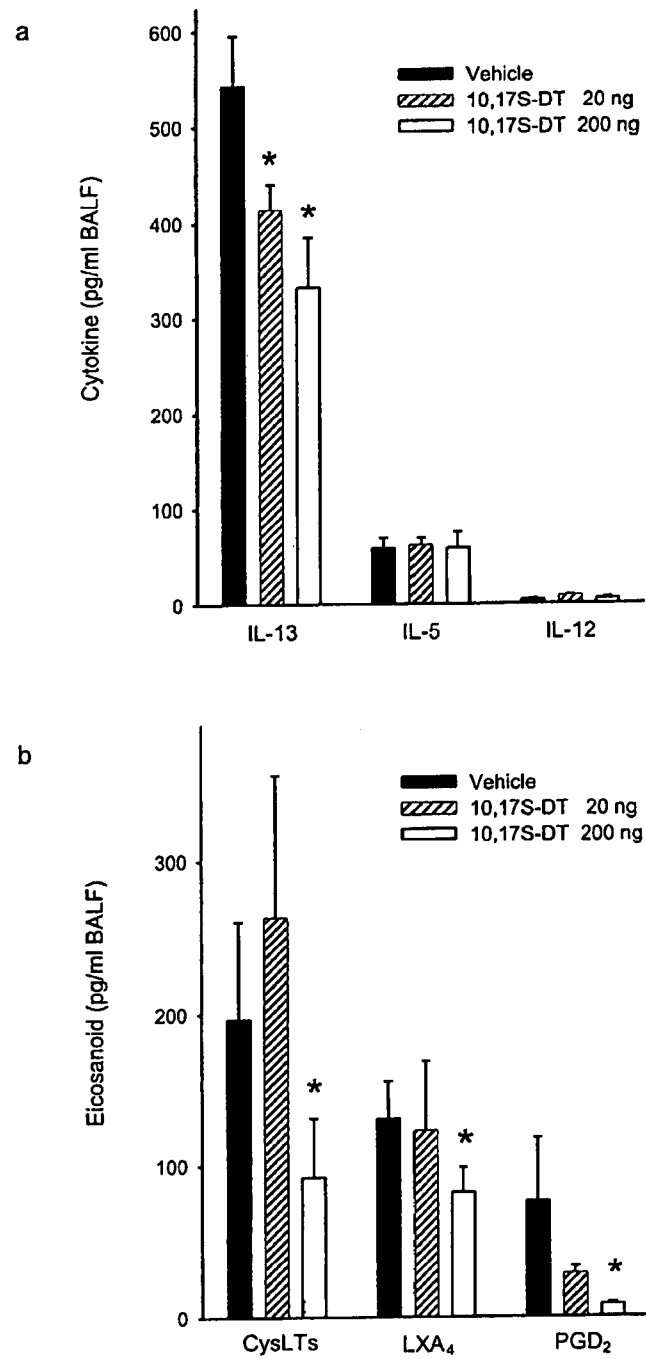 a
600
500
400
300
200
100
0
Cytokine (pg/ml BALF)
Vehicle
10,17S-DT 20 ng
10,17S-DT 200 ng
*
*
IL-13 IL-5 IL-12
b
300
200
100
0
Eicosanoid (pg/ml BALF)
Vehicle
10,17S-DT 20 ng
10,17S-DT 200 ng
*
*
*
CysLTs LXA₄ PGD₂